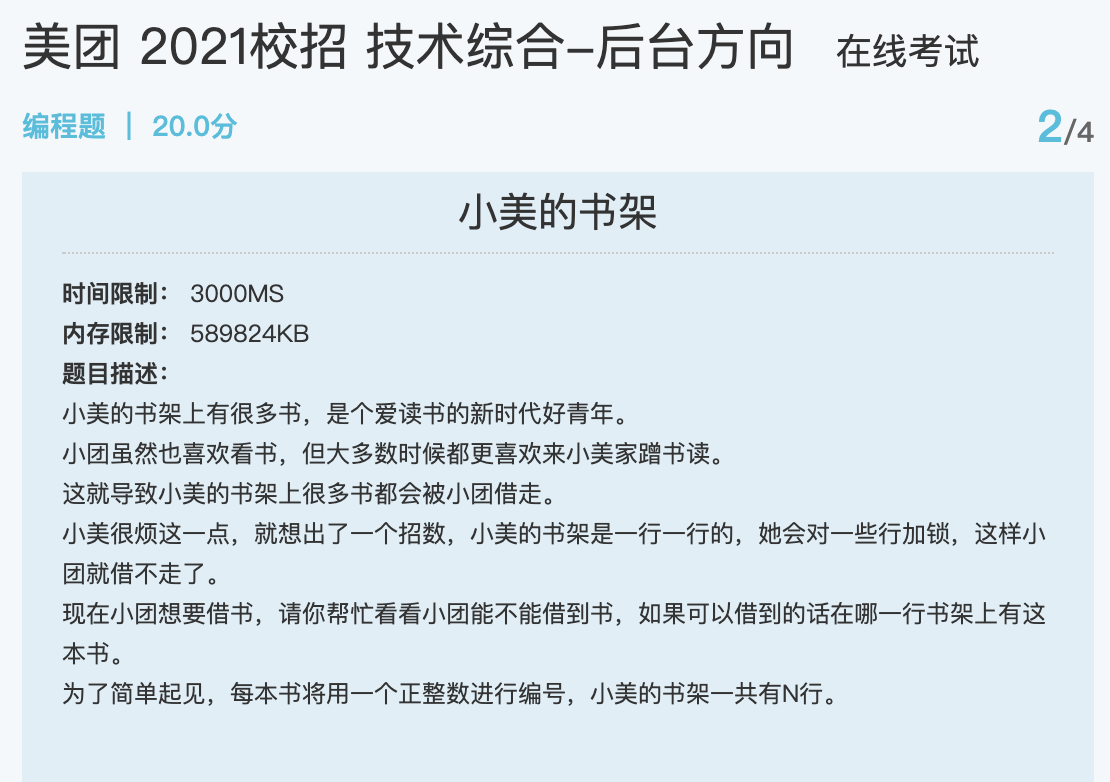 美团 2021校招 技术综合-后台方向 在线考试
编程题 | 20.0分 2/4
小美的书架
时间限制： 3000MS
内存限制： 589824KB
题目描述：
小美的书架上有很多书，是个爱读书的新时代好青年。
小团虽然也喜欢看书，但大多数时候都更喜欢来小美家蹭书读。
这就导致小美的书架上很多书都会被小团借走。
小美很烦这一点，就想出了一个招数，小美的书架是一行一行的，她会对一些行加锁，这样小
团就借不走了。
现在小团想要借书，请你帮忙看看小团能不能借到书，如果可以借到的话在哪一行书架上有这
本书。
为了简单起见，每本书将用一个正整数进行编号，小美的书架一共有N行。